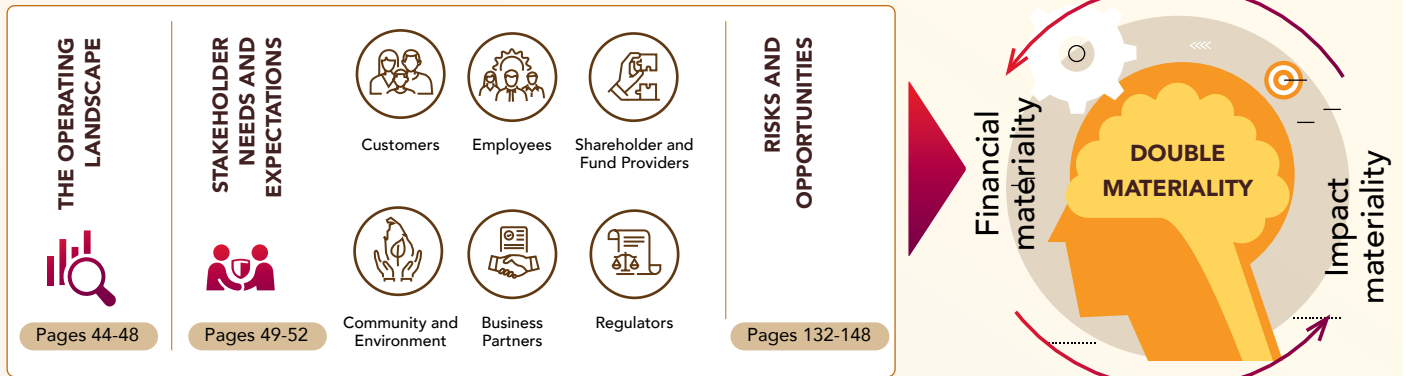 THE OPERATING
LANDSCAPE
Pages 44-48
STAKEHOLDER
NEEDS AND
EXPECTATIONS
Pages 49-52
Customers
Employees
Shareholder and
Fund Providers
Community and
Environment
Business
Partners
Regulators
RISKS AND
OPPORTUNITIES
Pages 132-148
Financial
materiality
DOUBLE
MATERIALITY
Impact
materiality